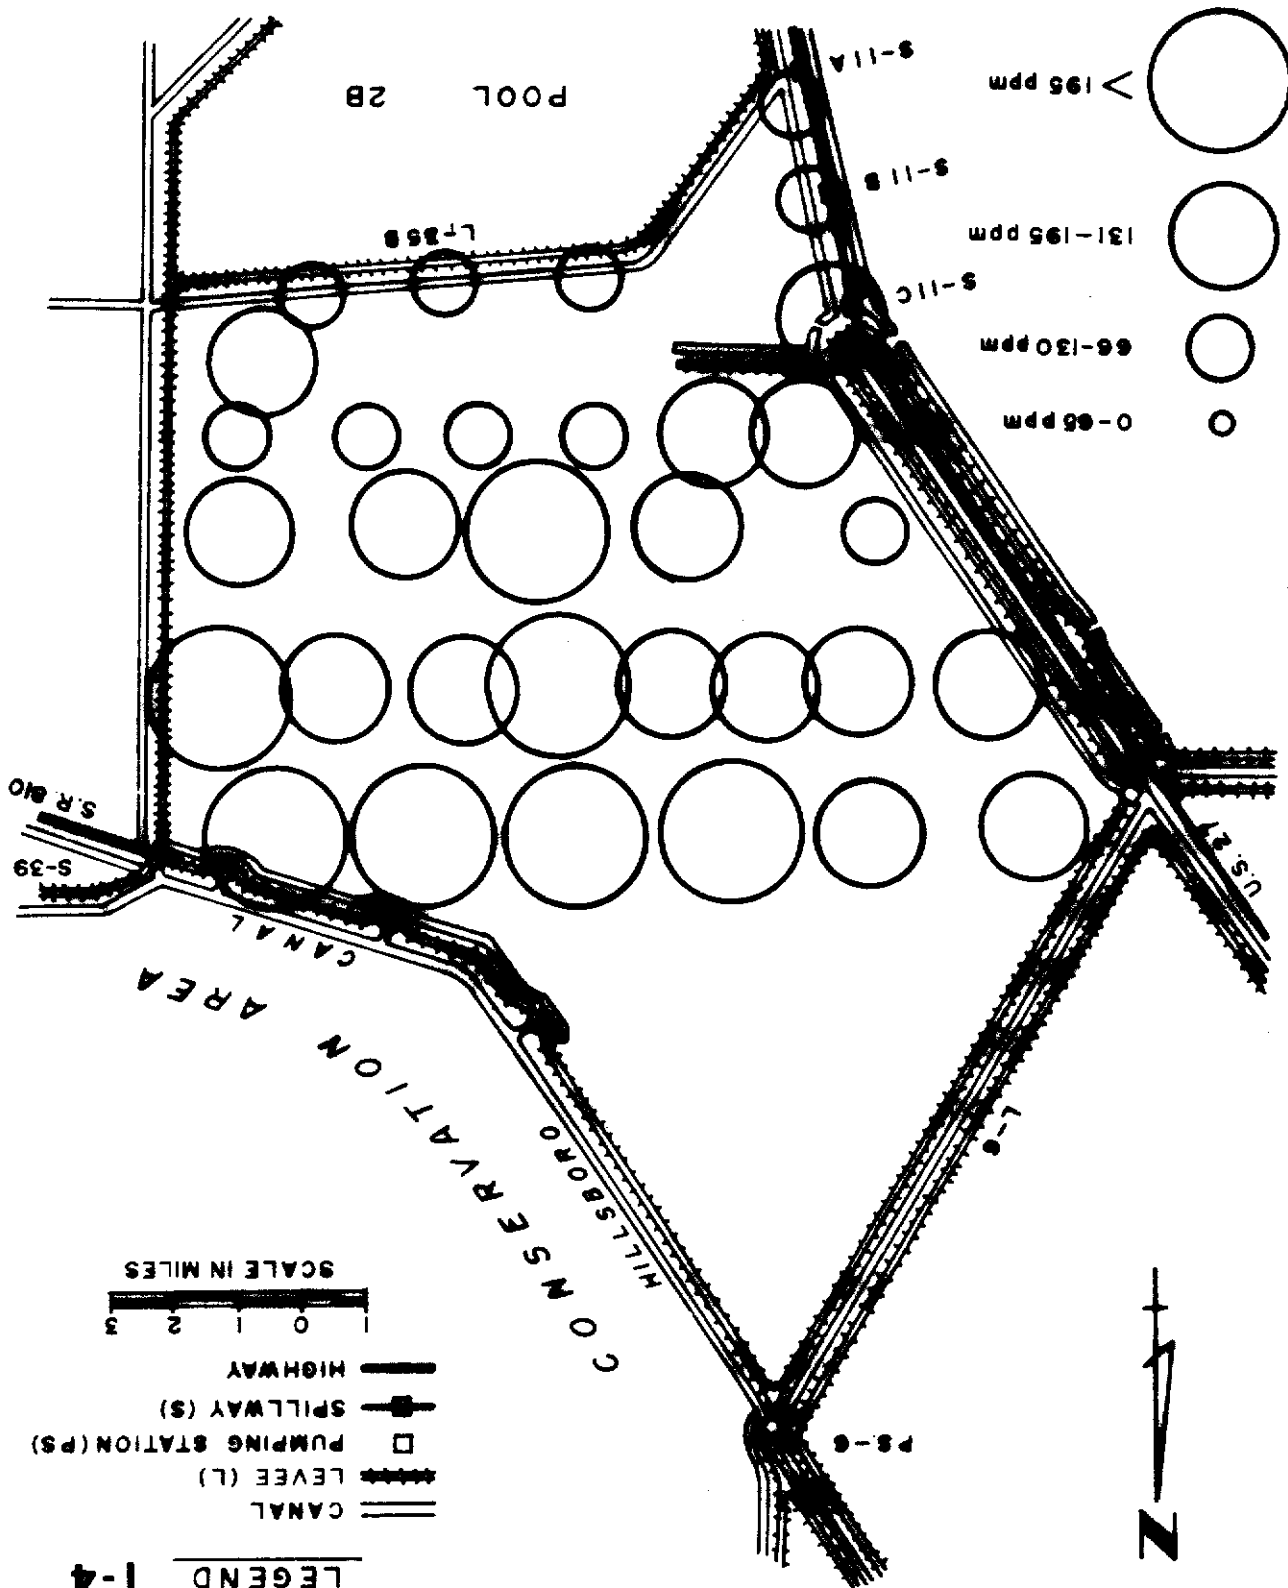 LEGEND I-4
CANAL
LEVEE (L)
PUMPING STATION (PS)
SPILLWAY (S)
HIGHWAY
1 0 1 2 3
SCALE IN MILES
N
PS-6
L-6
HILLSBORO
CANAL
CONSERVATION AREA
S-39
S.R. 810
U.S. 27
0-65 ppm
66-130 ppm
131-195 ppm
< 195 ppm
S-11C
S-11B
S-11A
L-35B
POOL 2B